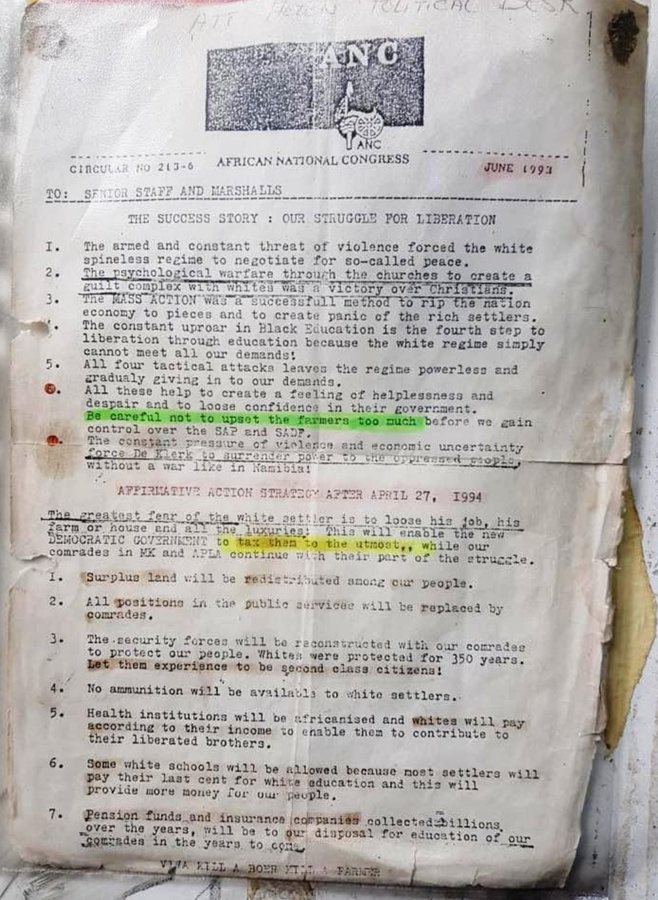 ATT POLITICAL DESK
ANC
ANC
AFRICAN NATIONAL CONGRESS
CIRCULAR NO 213-6
JUNE 1993
TO: SENIOR STAFF AND MARSHALLS
THE SUCCESS STORY : OUR STRUGGLE FOR LIBERATION
1. The armed and constant threat of violence forced the white
spineless regime to negotiate for so-called peace.
2. The psychological warfare through the churches to create a
guilt complex with whites was a victory over Christians.
3. The MASS ACTION was a successfull method to rip the nation
economy to pieces and to create panic of the rich settlers.
The constant uproar in Black Education is the fourth step to
liberation through education because the white regime simply
cannot meet all our demands!
5. All four tactical attacks leaves the regime powerless and
gradualy giving in to our demands.
6. All these help to create a feeling of helplessness and
despair and to loose confidence in their government.
Be careful not to upset the farmers too much before we gain
control over the SAP and SADF.
The constant pressure of violence and economic uncertainty
force De Klerk to surrender power to the oppressed people,
without a war like in Namibia!
AFFIRMATIVE ACTION STRATEGY AFTER APRIL 27, 1994
The greatest fear of the white settler is to loose his job, his
farm or house and all the luxuries! This will enable the new
DEMOCRATIC GOVERNMENT to tax them to the utmost,, while our
comrades in MK and APLA continue with their part of the struggle.
1. Surplus land will be redistributed among our people.
2. All positions in the public services will be replaced by
comrades.
3. The security forces will be reconstructed with our comrades
to protect our people. Whites were protected for 350 years.
Let them experience to be second class citizens!
4. No ammunition will be available to white settlers.
5. Health institutions will be africanised and whites will pay
according to their income to enable them to contribute to
their liberated brothers.
6. Some white schools will be allowed because most settlers will
pay their last cent for white education and this will
provide more money for our people.
7. Pension funds and insurance companies collected billions
over the years, will be to our disposal for education of our
comrades in the years to come.
VIVA KILL A BOER KILL A FARMER